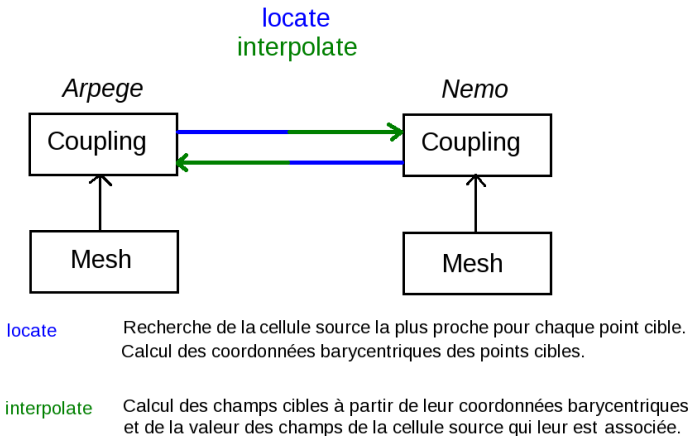 locate
interpolate
Arpege
Nemo
Coupling
Coupling
Mesh
Mesh
locate
Recherche de la cellule source la plus proche pour chaque point cible.
Calcul des coordonnées barycentriques des points cibles.
interpolate
Calcul des champs cibles à partir de leur coordonnées barycentriques
et de la valeur des champs de la cellule source qui leur est associée.